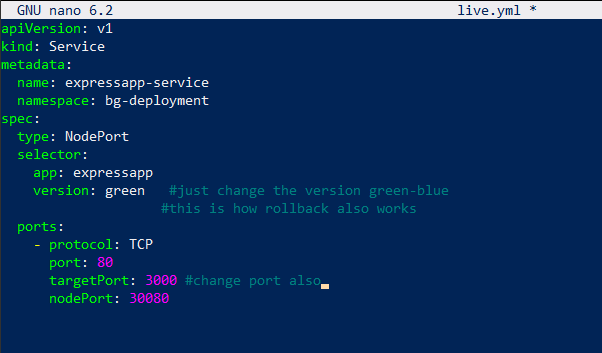 GNU nano 6.2 live.yml *
apiVersion: v1
kind: Service
metadata:
  name: expressapp-service
  namespace: bg-deployment
spec:
  type: NodePort
  selector:
    app: expressapp
    version: green   #just change the version green-blue
                    #this is how rollback also works
  ports:
    - protocol: TCP
      port: 80
      targetPort: 3000 #change port also
      nodePort: 30080